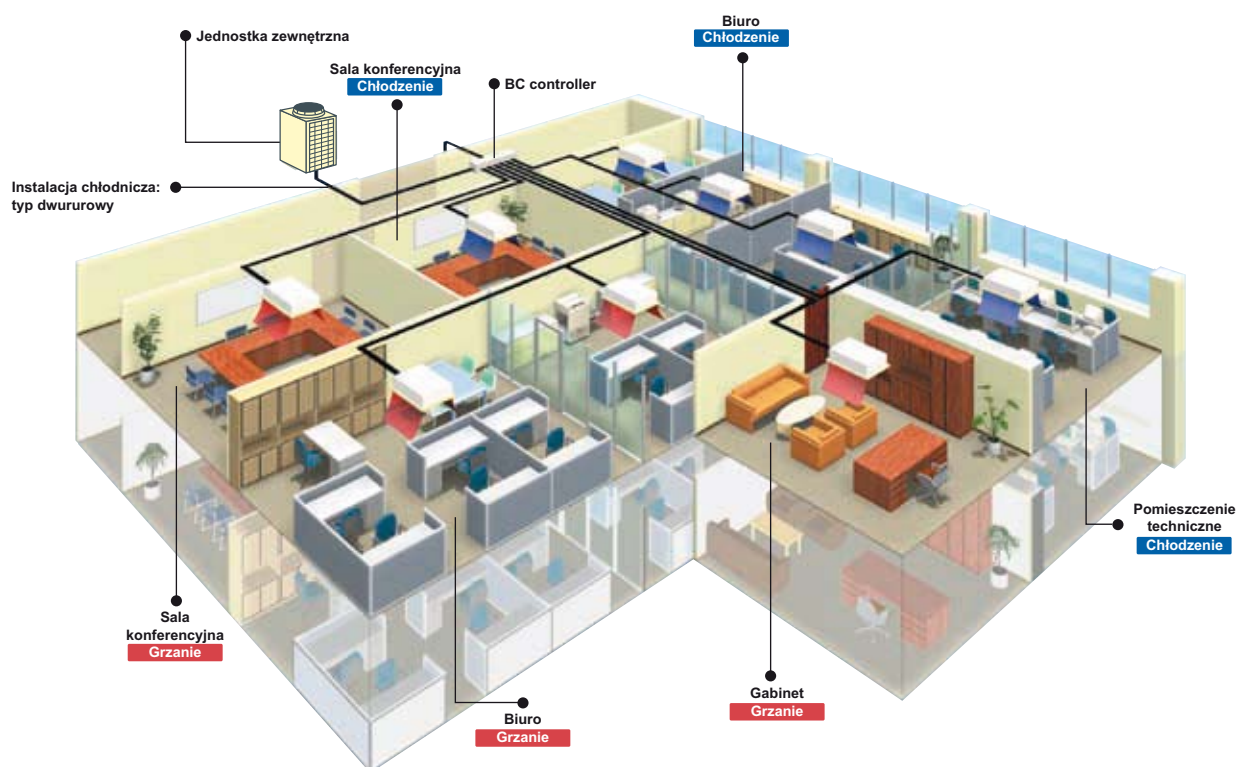 Biuro
Chłodzenie
Jednostka zewnętrzna
Sala konferencyjna
Chłodzenie
BC controller
Instalacja chłodnicza:
typ dwururowy
Pomieszczenie
techniczne
Chłodzenie
Sala
konferencyjna
Grzanie
Gabinet
Grzanie
Biuro
Grzanie